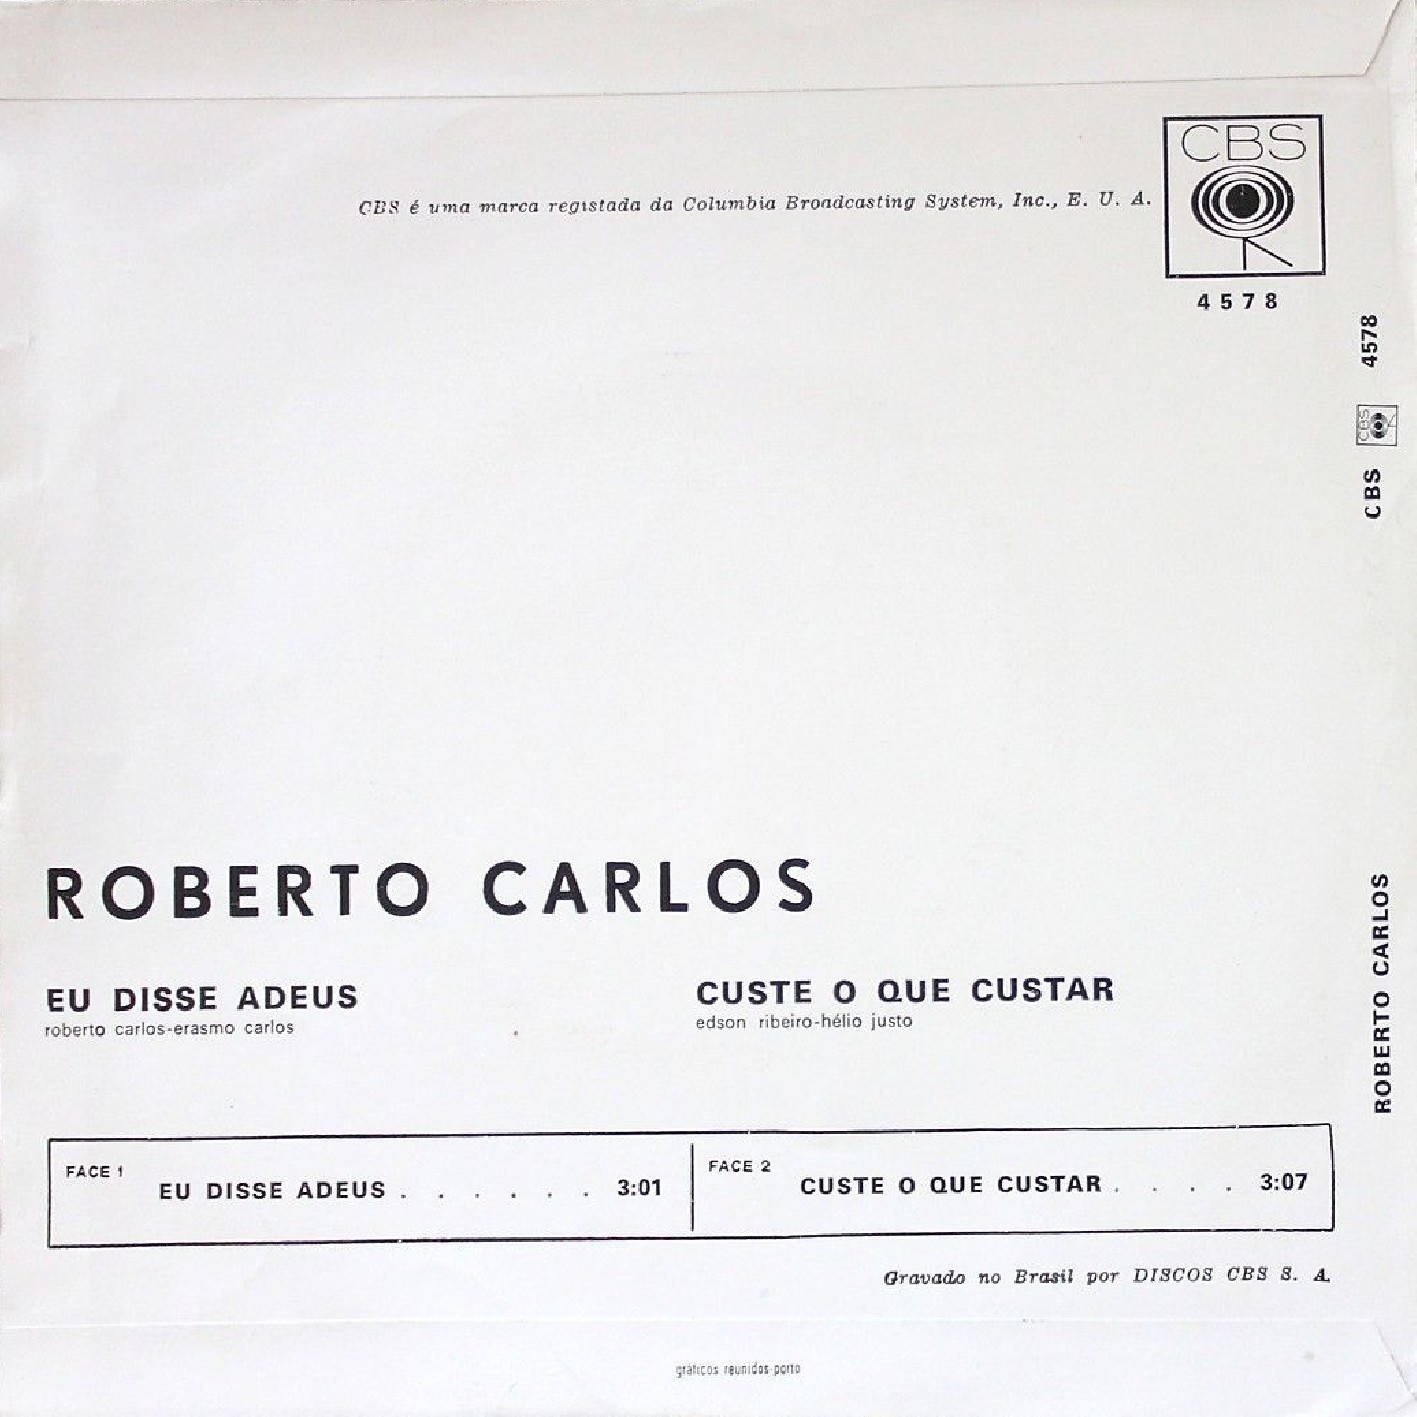 CBS
CBS é uma marca registada da Columbia Broadcasting System, Inc., E. U. A.
4578
4578
CBS
CBS
ROBERTO CARLOS
ROBERTO CARLOS
EU DISSE ADEUS
roberto carlos-erasmo carlos
CUSTE O QUE CUSTAR
edson ribeiro-hélio justo
FACE 1
EU DISSE ADEUS . . . . . . 3:01
FACE 2
CUSTE O QUE CUSTAR . . . . 3:07
Gravado no Brasil por DISCOS CBS S. A.
gráficos reunidos-porto